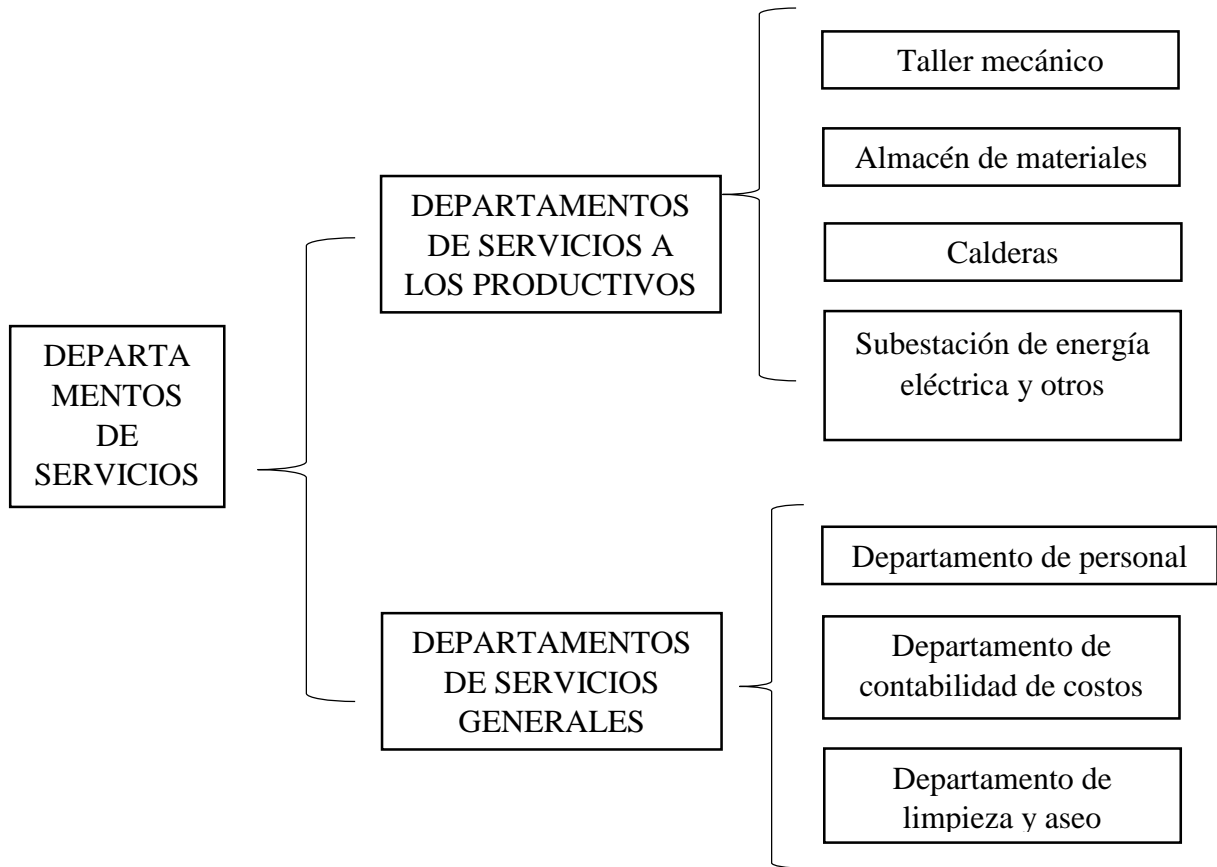 DEPARTA
MENTOS
DE
SERVICIOS
DEPARTAMENTOS
DE SERVICIOS A
LOS PRODUCTIVOS
Taller mecánico
Almacén de materiales
Calderas
Subestación de energía
eléctrica y otros
DEPARTAMENTOS
DE SERVICIOS
GENERALES
Departamento de personal
Departamento de
contabilidad de costos
Departamento de
limpieza y aseo